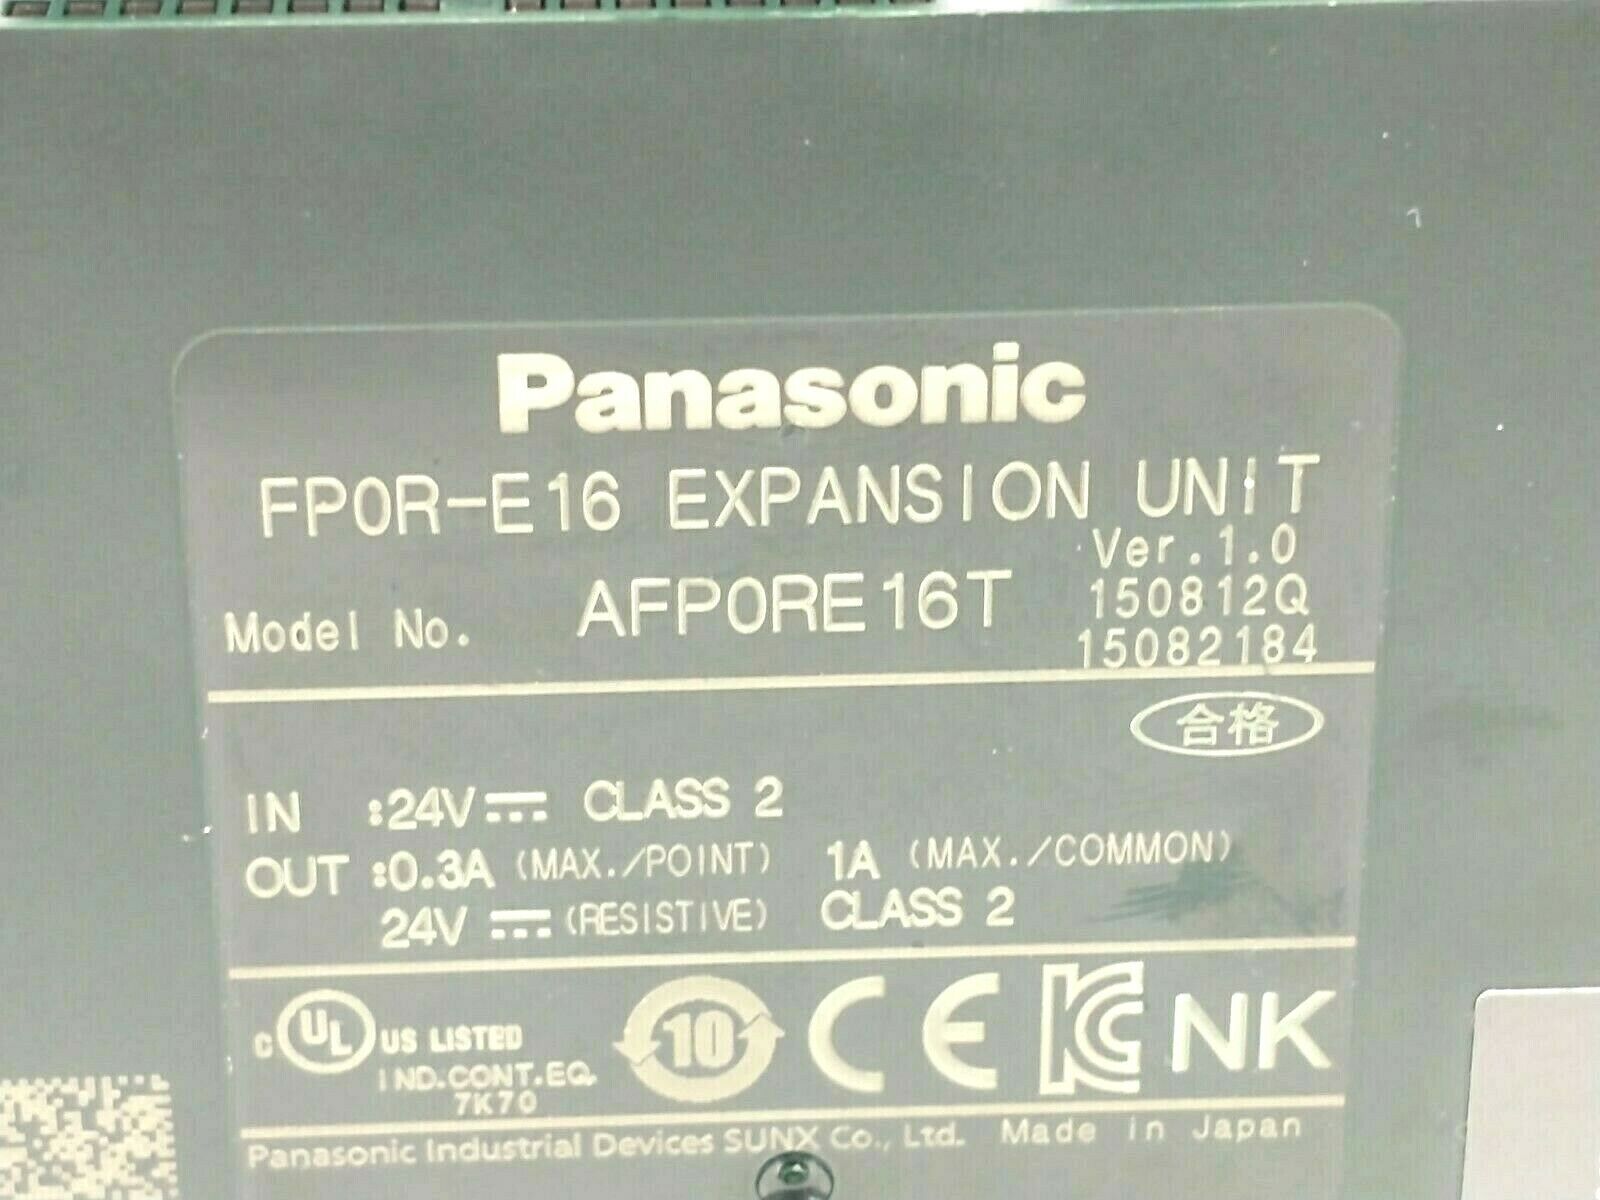 Panasonic
FP0R-E16 EXPANSION UNIT
Ver.1.0
Model No. AFP0RE16T 150812Q
15082184
合格
IN :24V⎓ CLASS 2
OUT :0.3A (MAX./POINT) 1A (MAX./COMMON)
24V⎓ (RESISTIVE) CLASS 2
c UL US LISTED 10 CE KC NK
IND.CONT.EQ.
7K70
Panasonic Industrial Devices SUNX Co., Ltd. Made in Japan